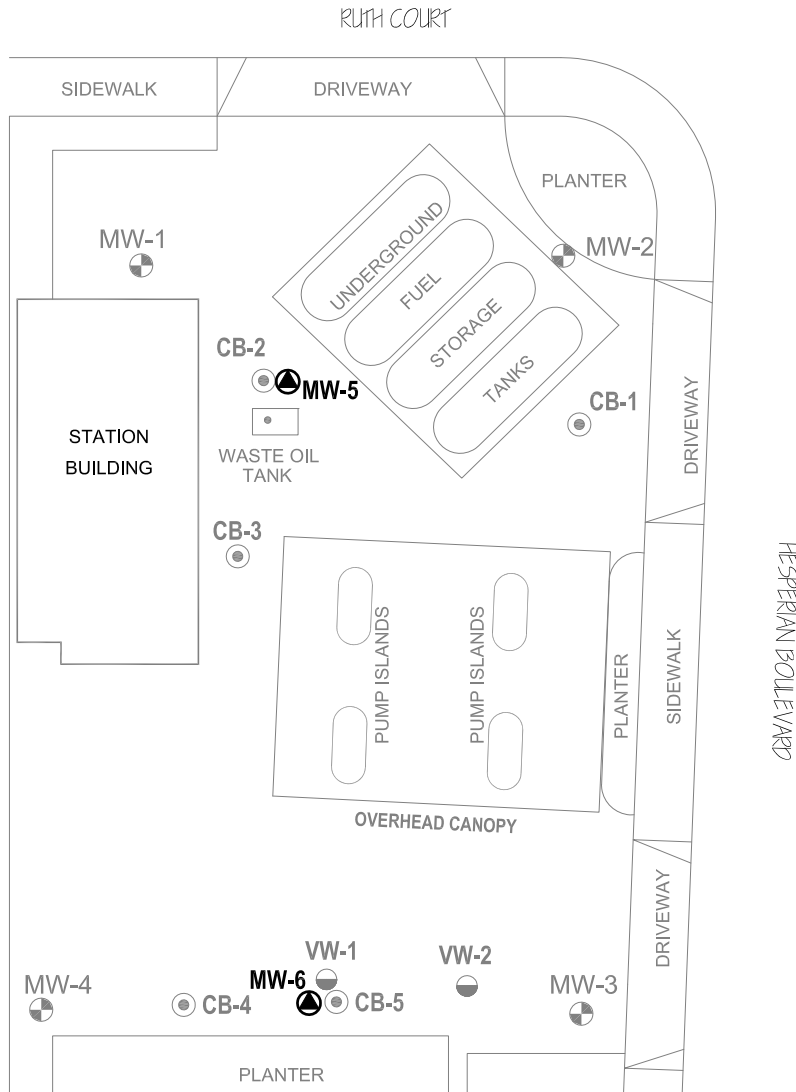 RUTH COURT
SIDEWALK
DRIVEWAY
PLANTER
MW-1
MW-2
UNDERGROUND
FUEL
STORAGE
TANKS
CB-2
MW-5
CB-1
DRIVEWAY
STATION
BUILDING
WASTE OIL
TANK
CB-3
HESPERIAN BOULEVARD
PUMP ISLANDS
PUMP ISLANDS
PLANTER
SIDEWALK
OVERHEAD CANOPY
DRIVEWAY
VW-1
VW-2
MW-6
MW-4
CB-4
CB-5
MW-3
PLANTER